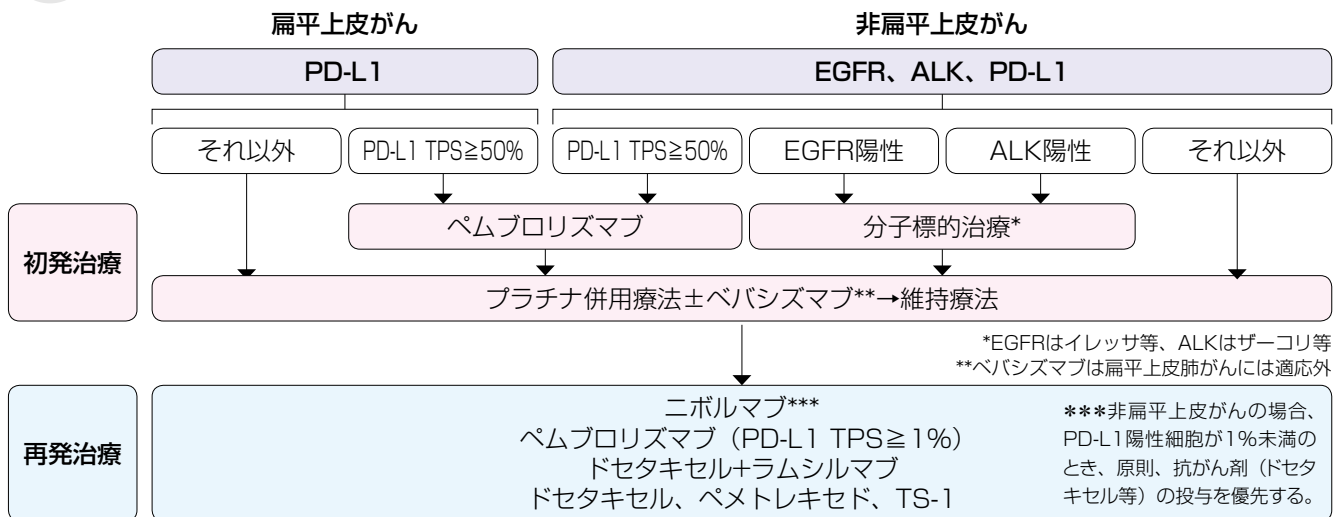 扁平上皮がん
非扁平上皮がん
PD-L1
EGFR、ALK、PD-L1
それ以外
PD-L1 TPS≧50%
PD-L1 TPS≧50%
EGFR陽性
ALK陽性
それ以外
初発治療
ペムブロリズマブ
分子標的治療*
プラチナ併用療法±ベバシズマブ**→維持療法
*EGFRはイレッサ等、ALKはザーコリ等
**ベバシズマブは扁平上皮肺がんには適応外
再発治療
ニボルマブ***
ペムブロリズマブ（PD-L1 TPS≧1%）
ドセタキセル+ラムシルマブ
ドセタキセル、ペメトレキセド、TS-1
***非扁平上皮がんの場合、
PD-L1陽性細胞が1%未満の
とき、原則、抗がん剤（ドセタ
キセル等）の投与を優先する。